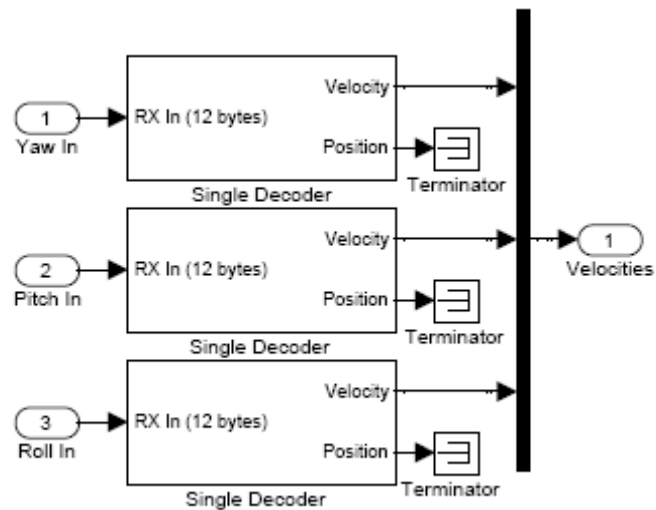 Velocity
1
RX In (12 bytes)
Yaw In
Position
Single Decoder
Terminator
Velocity
2
RX In (12 bytes)
1
Pitch In
Velocities
Position
Single Decoder
Terminator
Velocity
3
RX In (12 bytes)
Roll In
Position
Single Decoder
Terminator